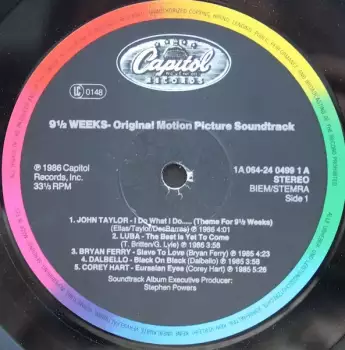 Capitol
RECORDS
LC 0148
9½ WEEKS- Original Motion Picture Soundtrack
℗ 1986 Capitol
Records, Inc.
33⅓ RPM
1A 064-24 0499 1 A
STEREO
BIEM/STEMRA
Side 1
1. JOHN TAYLOR - I Do What I Do..... (Theme For 9½ Weeks)
(Elias/Taylor/DesBarres) ℗ 1986 4:01
2. LUBA - The Best Is Yet To Come
(T. Britten/G. Lyle) ℗ 1986 3:58
3. BRYAN FERRY - Slave To Love (Bryan Ferry) ℗ 1985 4:23
4. DALBELLO - Black On Black (Dalbello) ℗ 1986 3:56
5. COREY HART - Eurasian Eyes (Corey Hart) ℗ 1985 5:26
Soundtrack Album Executive Producer:
Stephen Powers